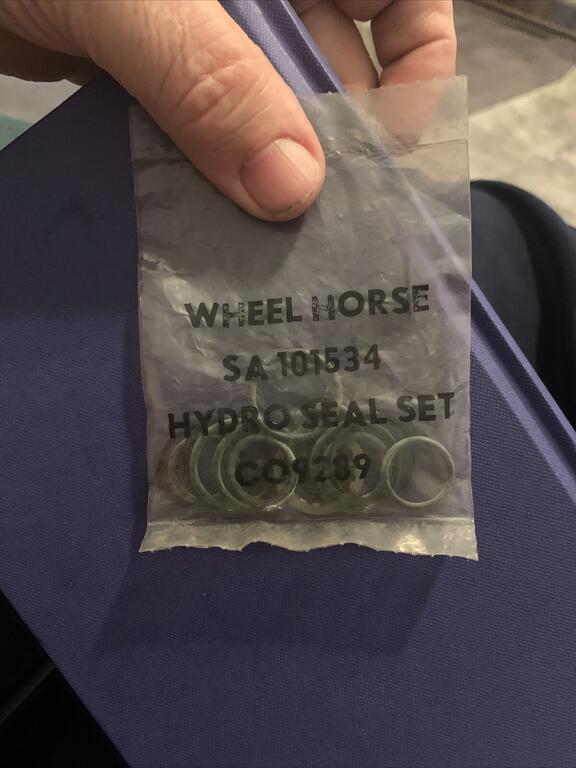 WHEEL HORSE
SA 101534
HYDRO SEAL SET
CO9289